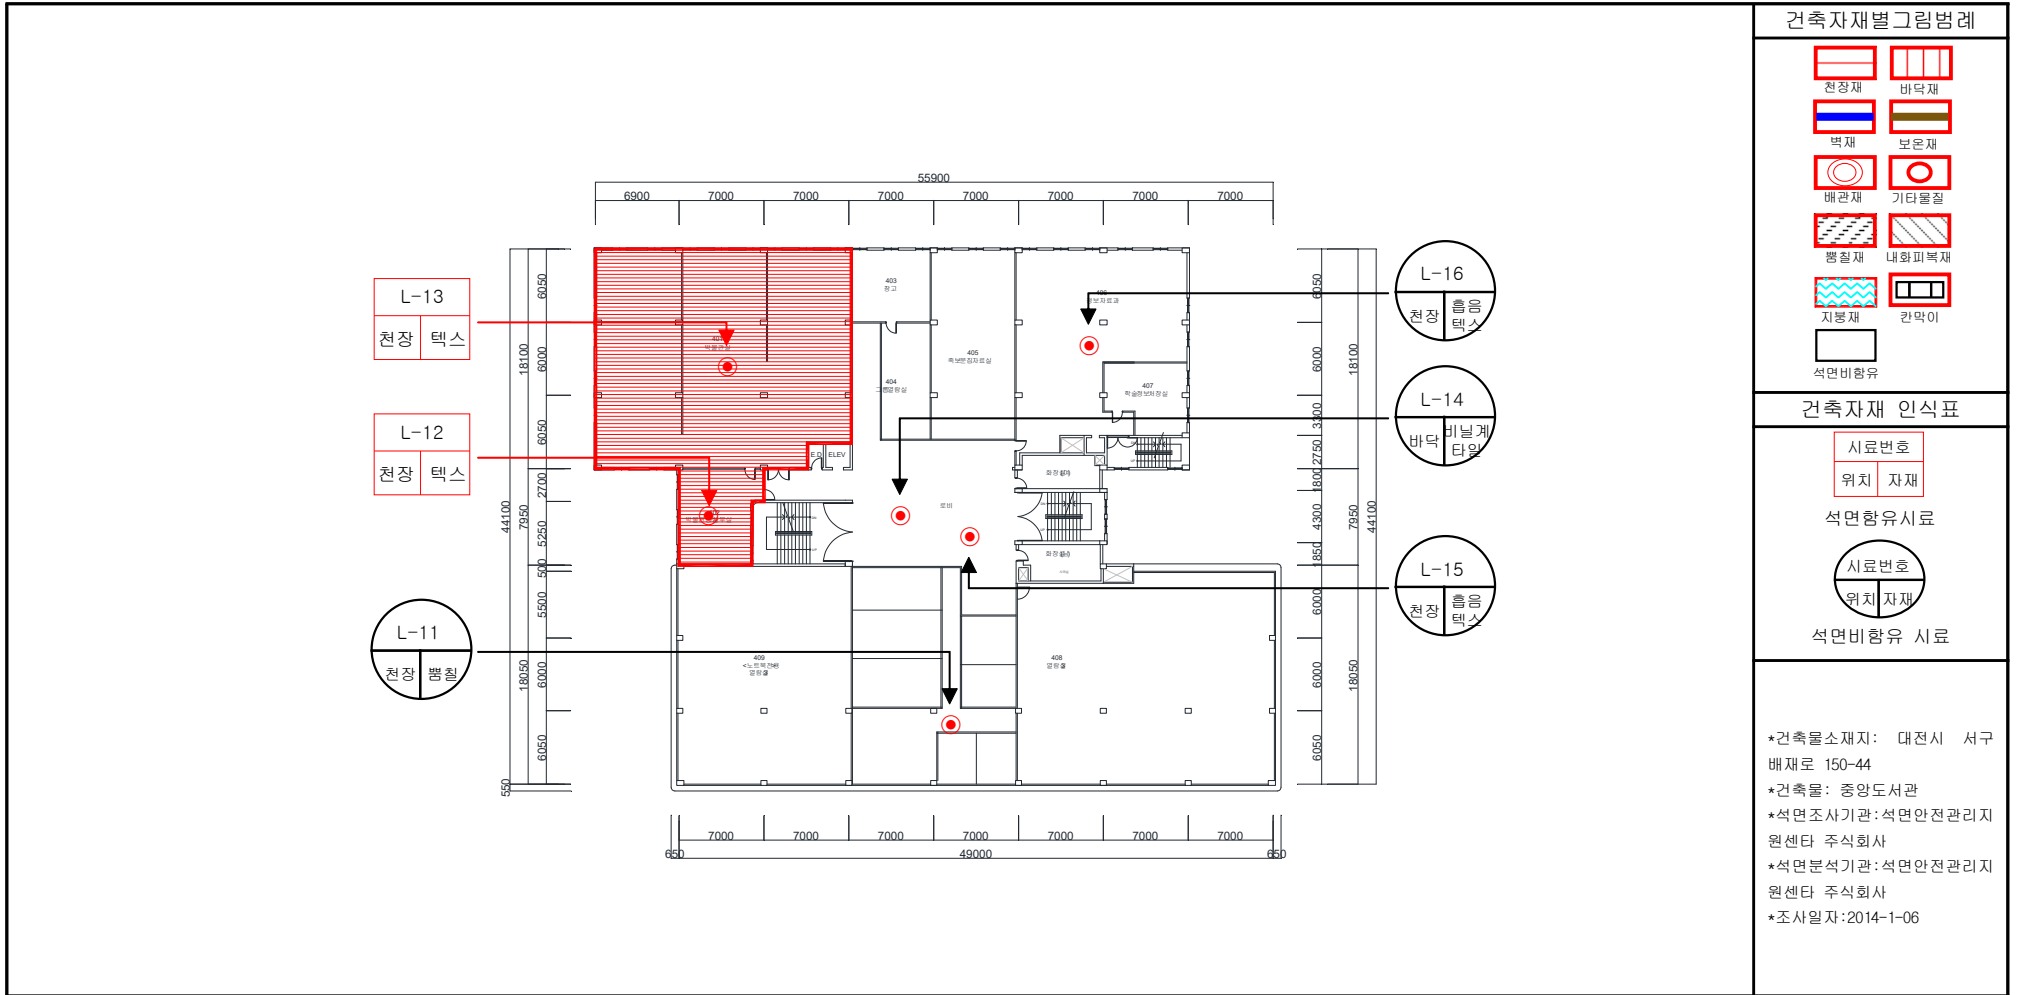 건축자재별그림범례
천장재 바닥재
벽재 보온재
배관재 기타물질
뿜칠재 내화피복재
지붕재 칸막이
석면비함유
건축자재 인식표
시료번호
위치 자재
석면함유시료
시료번호
위치 자재
석면비함유 시료
*건축물소재지: 대전시 서구
배재로 150-44
*건축물: 중앙도서관
*석면조사기관:석면안전관리지
원센타 주식회사
*석면분석기관:석면안전관리지
원센타 주식회사
*조사일자:2014-1-06
L-13
천장 텍스
L-12
천장 텍스
L-11
천장 뿜칠
L-16
천장 흡음
텍스
L-14
바닥 비닐계
타일
L-15
천장 흡음
텍스
55900
6900 7000 7000 7000 7000 7000 7000 7000
6050
6000
6050
2700
5250
500
5500
6000
6050
18100
7950
18050
44100
550
6050
6000
3300
2750
1800
4300
1850
6000
6000
6050
18100
7950
18050
44100
403
창고
404
405
407
E.D ELEV
로비
409
열람실
408
열람실
7000 7000 7000 7000 7000 7000 7000
650 49000 650